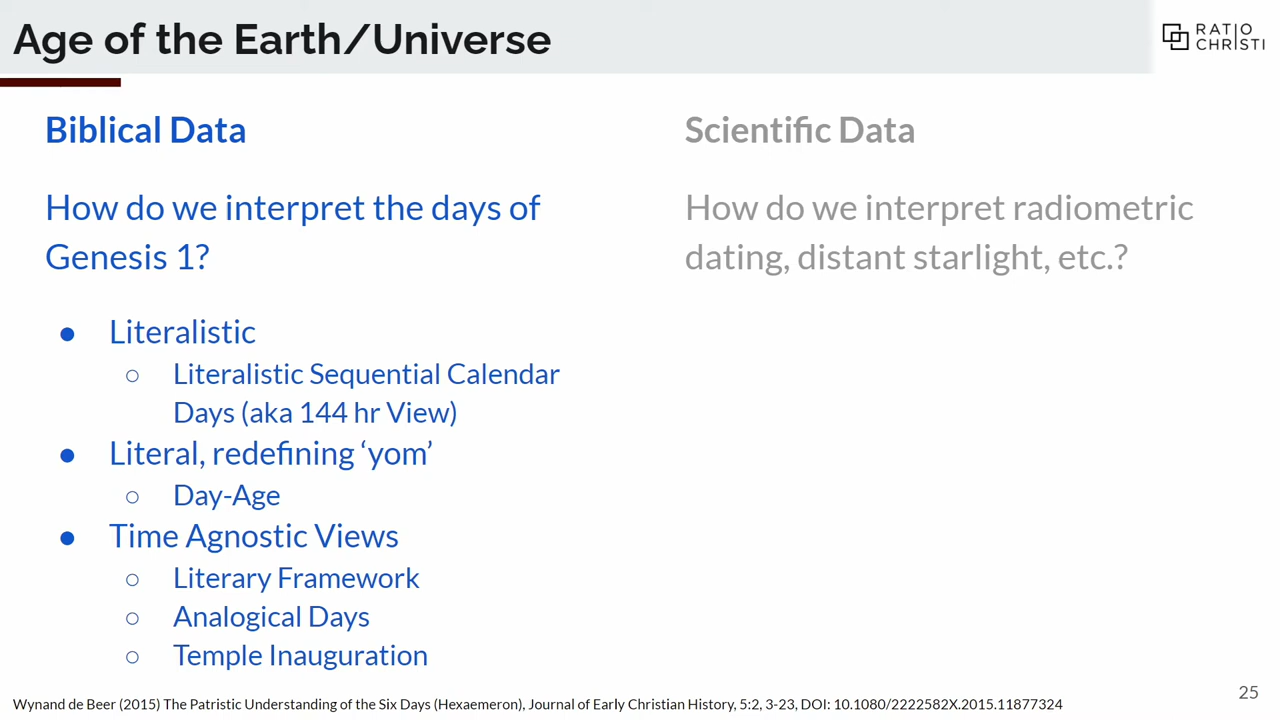 Age of the Earth/Universe
RATIO
CHRISTI
Biblical Data
How do we interpret the days of
Genesis 1?
● Literalistic
○ Literalistic Sequential Calendar
Days (aka 144 hr View)
● Literal, redefining ‘yom’
○ Day-Age
● Time Agnostic Views
○ Literary Framework
○ Analogical Days
○ Temple Inauguration
Scientific Data
How do we interpret radiometric
dating, distant starlight, etc.?
Wynand de Beer (2015) The Patristic Understanding of the Six Days (Hexaemeron), Journal of Early Christian History, 5:2, 3-23, DOI: 10.1080/2222582X.2015.11877324
25